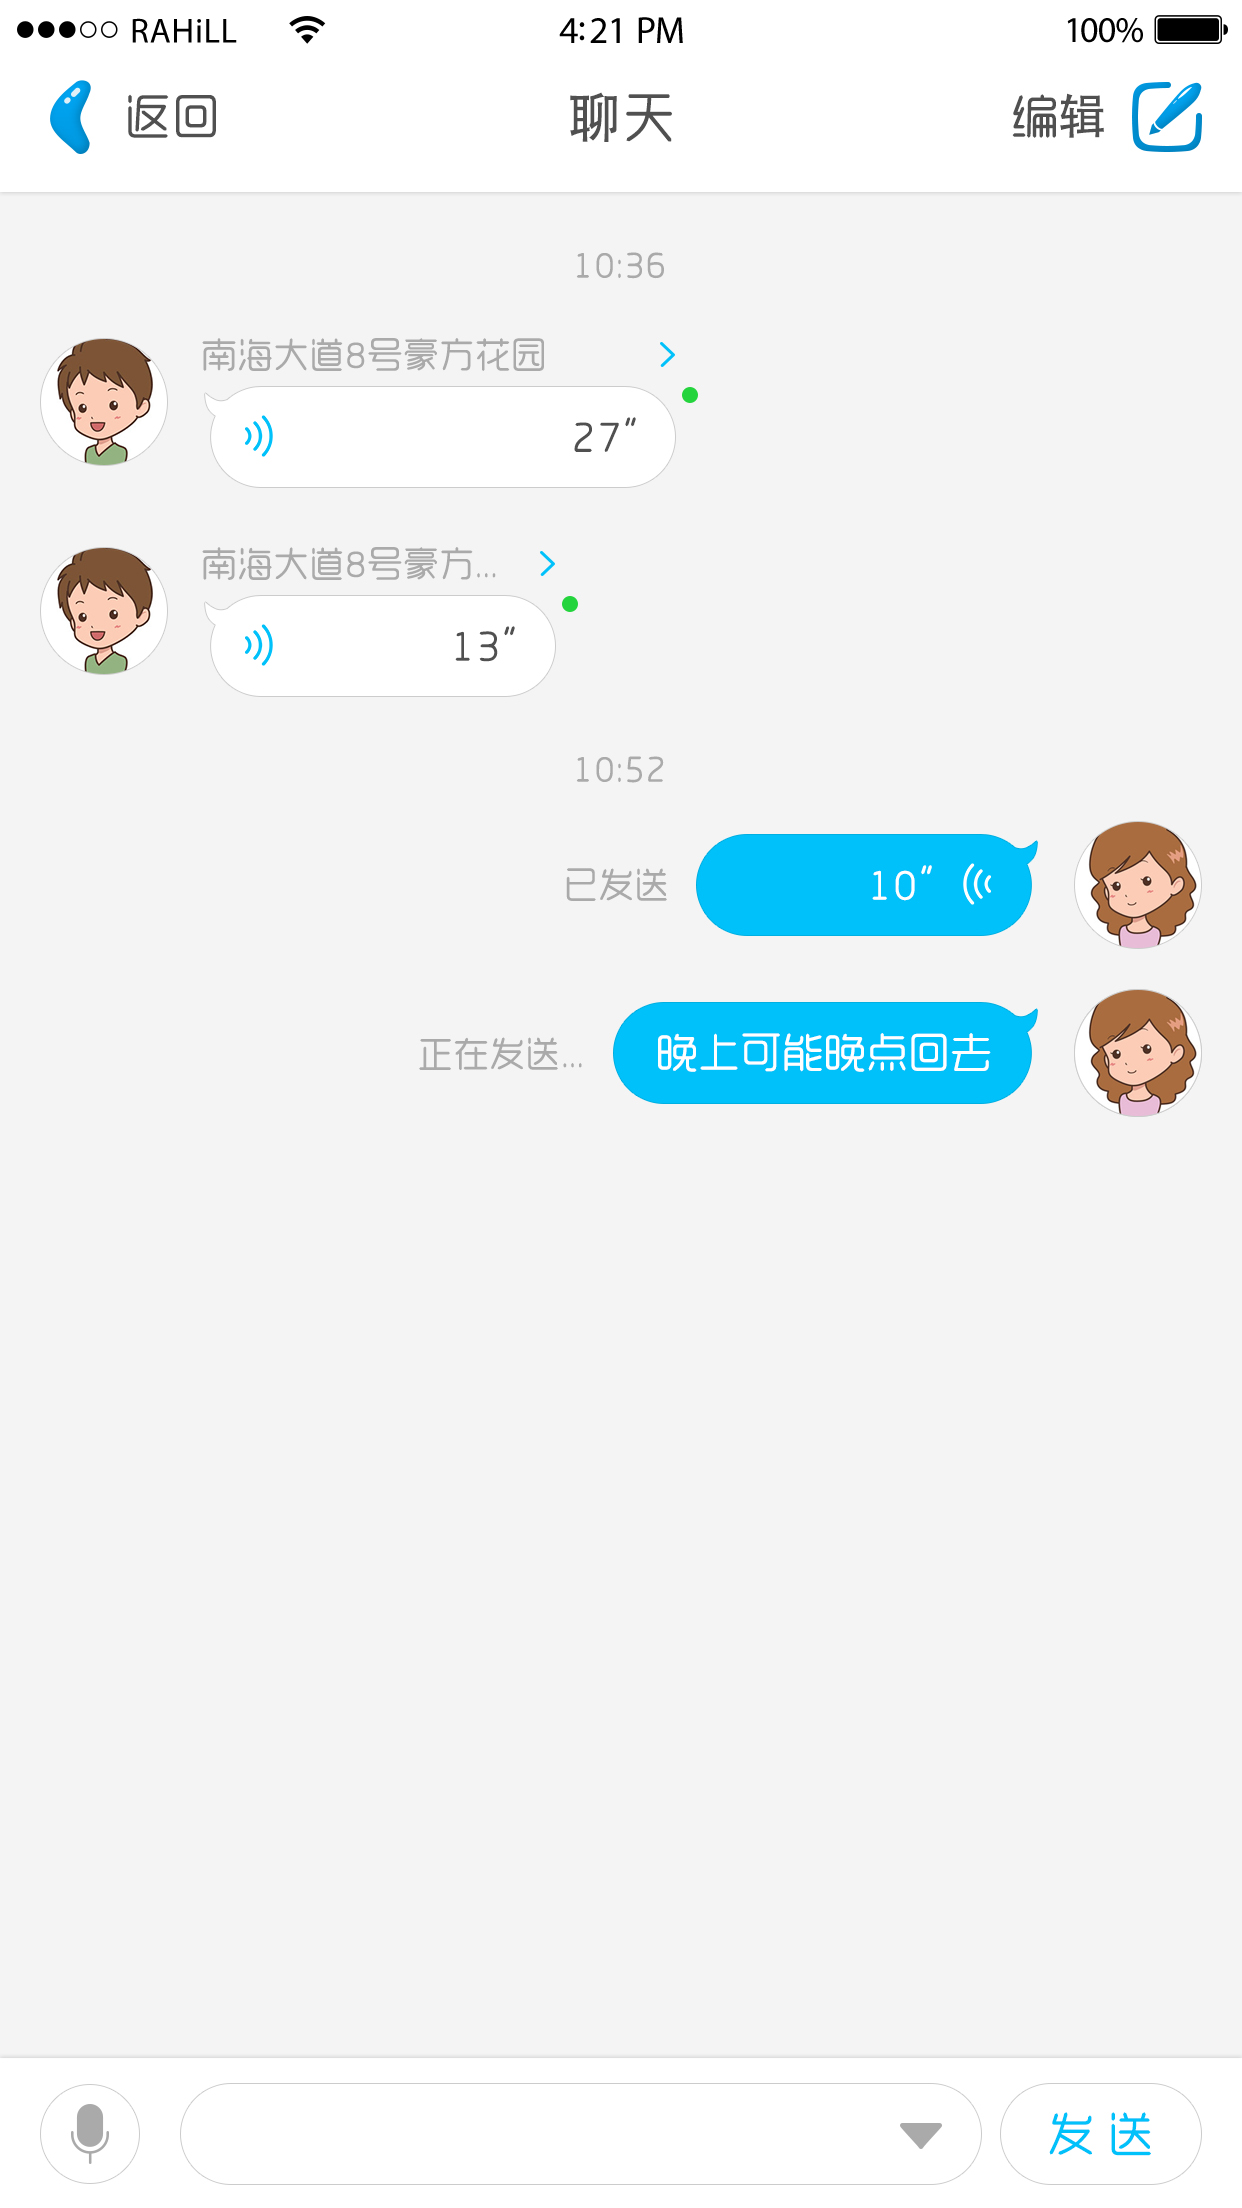 RAHiLL 4:21 PM 100%
返回 聊天 编辑
10:36
南海大道8号豪方花园
27″
南海大道8号豪方...
13″
10:52
已发送 10″
正在发送... 晚上可能晚点回去
发送